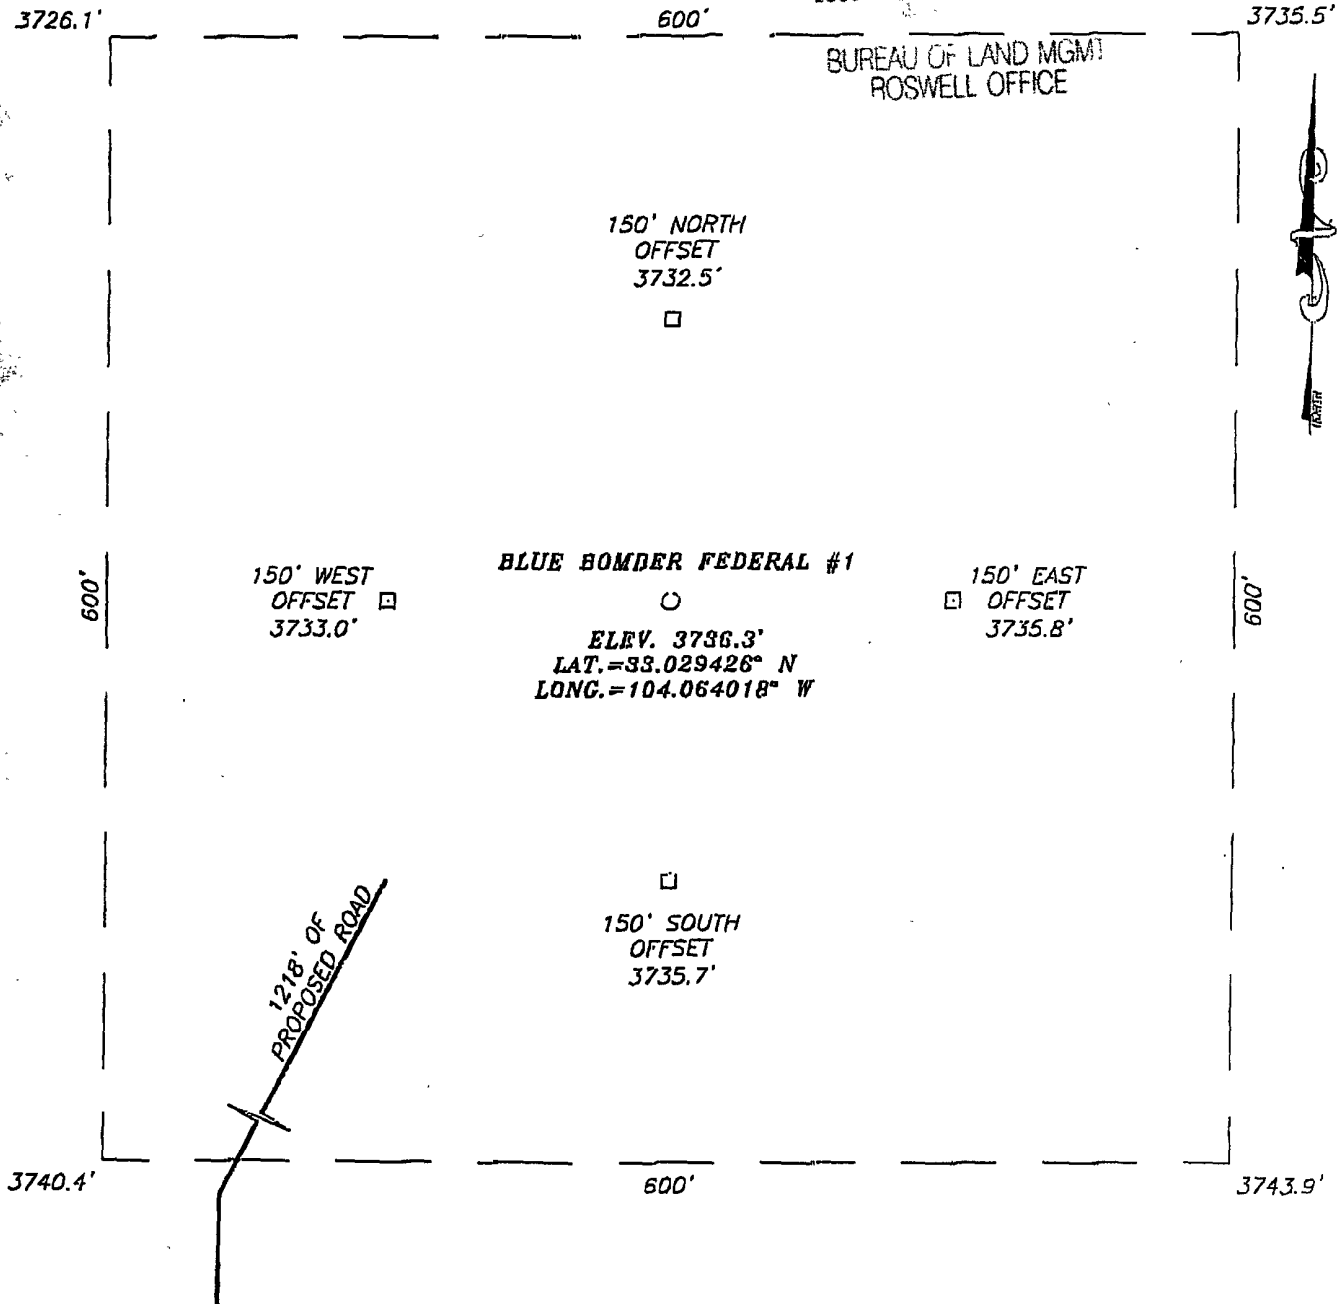 3726.1'
600'
3735.5'
BUREAU OF LAND MGMT
ROSWELL OFFICE
150' NORTH
OFFSET
3732.5'
NORTH
600'
150' WEST
OFFSET
3733.0'
BLUE BOMBER FEDERAL #1
ELEV. 3736.3'
LAT.=33.029426° N
LONG.=104.064018° W
150' EAST
OFFSET
3735.8'
600'
150' SOUTH
OFFSET
3735.7'
1218' OF
PROPOSED ROAD
3740.4'
600'
3743.9'